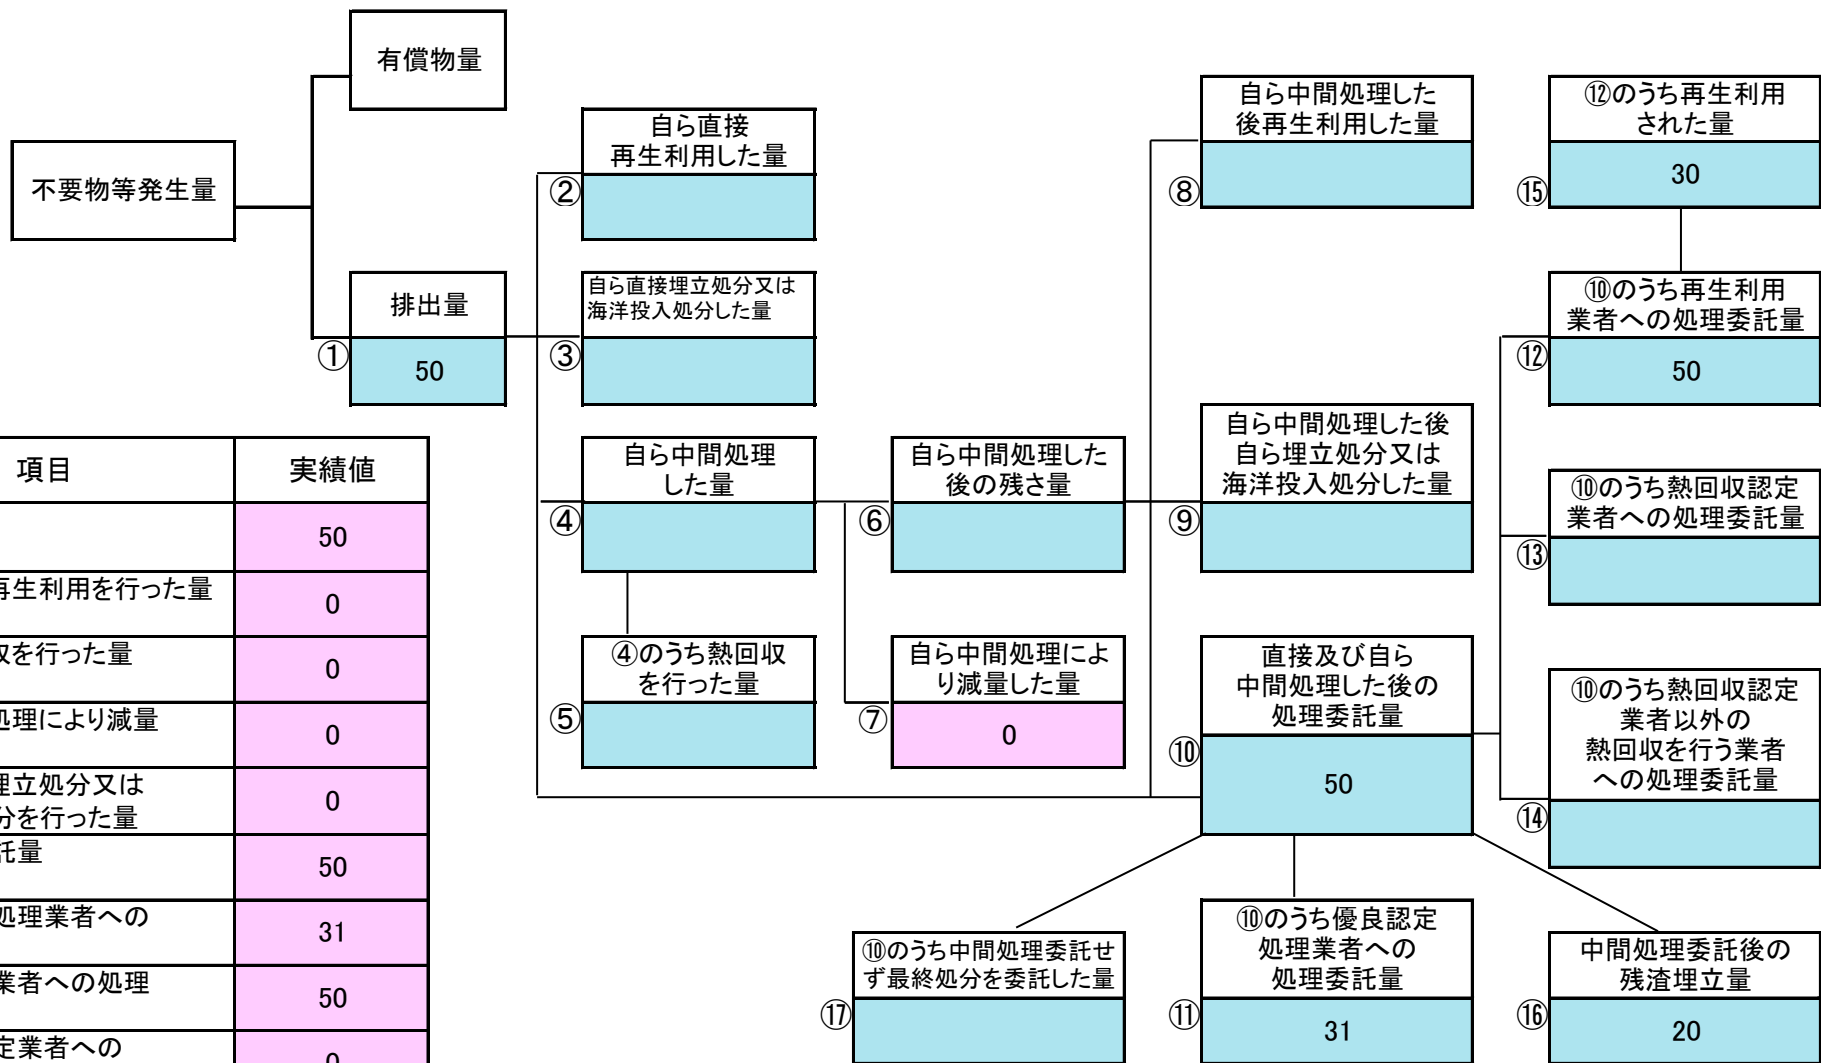 有償物量
不要物等発生量
排出量
①
50
自ら直接
再生利用した量
②
自ら直接埋立処分又は
海洋投入処分した量
③
自ら中間処理
した量
④
④のうち熱回収
を行った量
⑤
自ら中間処理した
後の残さ量
⑥
自ら中間処理によ
り減量した量
⑦
0
自ら中間処理した
後再生利用した量
⑧
自ら中間処理した後
自ら埋立処分又は
海洋投入処分した量
⑨
直接及び自ら
中間処理した後の
処理委託量
⑩
50
⑫のうち再生利用
された量
⑮
30
⑩のうち再生利用
業者への処理委託量
⑫
50
⑩のうち熱回収認定
業者への処理委託量
⑬
⑩のうち熱回収認定
業者以外の
熱回収を行う業者
への処理委託量
⑭
⑩のうち中間処理委託せ
ず最終処分を委託した量
⑰
⑩のうち優良認定
処理業者への
処理委託量
⑪
31
中間処理委託後の
残渣埋立量
⑯
20
項目
実績値
50
再生利用を行った量
0
を行った量
0
処理により減量
0
埋立処分又は
を行った量
0
託量
50
処理業者への
31
業者への処理
50
定業者への